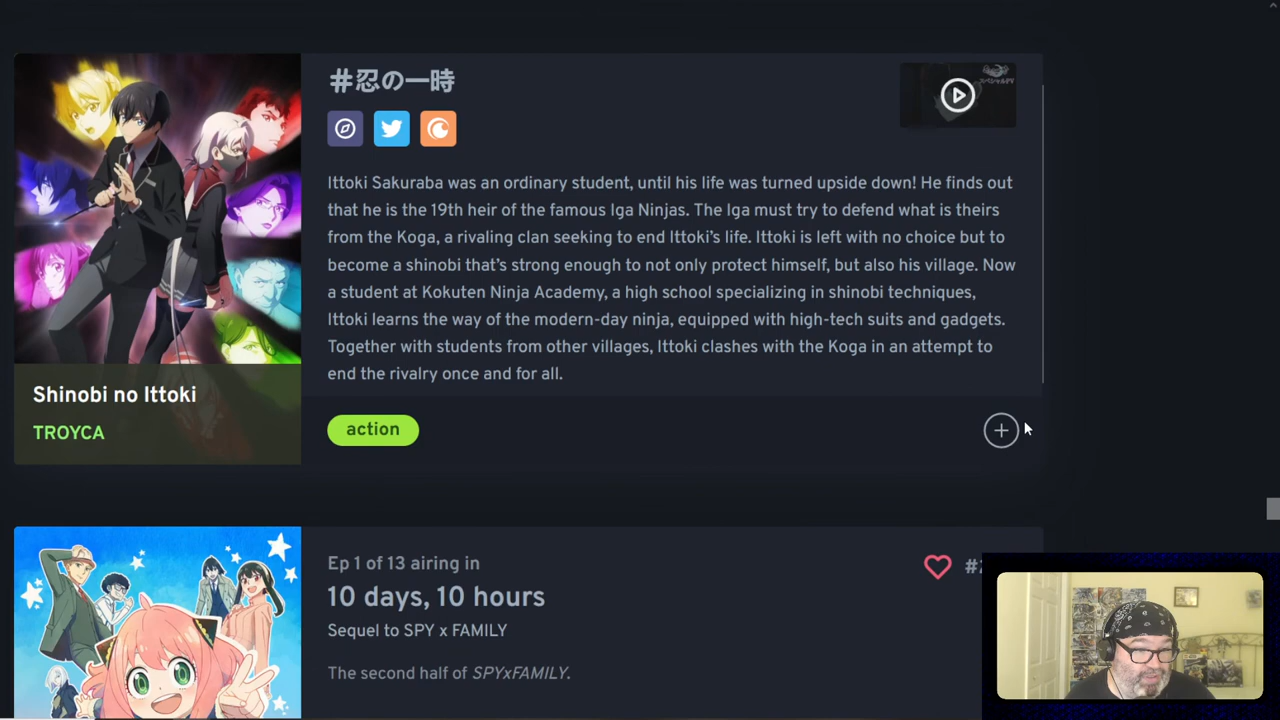 #忍の一時
スペシャルPV
Ittoki Sakuraba was an ordinary student, until his life was turned upside down! He finds out
that he is the 19th heir of the famous Iga Ninjas. The Iga must try to defend what is theirs
from the Koga, a rivaling clan seeking to end Ittoki’s life. Ittoki is left with no choice but to
become a shinobi that’s strong enough to not only protect himself, but also his village. Now
a student at Kokuten Ninja Academy, a high school specializing in shinobi techniques,
Ittoki learns the way of the modern-day ninja, equipped with high-tech suits and gadgets.
Together with students from other villages, Ittoki clashes with the Koga in an attempt to
end the rivalry once and for all.
Shinobi no Ittoki
TROYCA
action
Ep 1 of 13 airing in
10 days, 10 hours
Sequel to SPY x FAMILY
The second half of SPYxFAMILY.